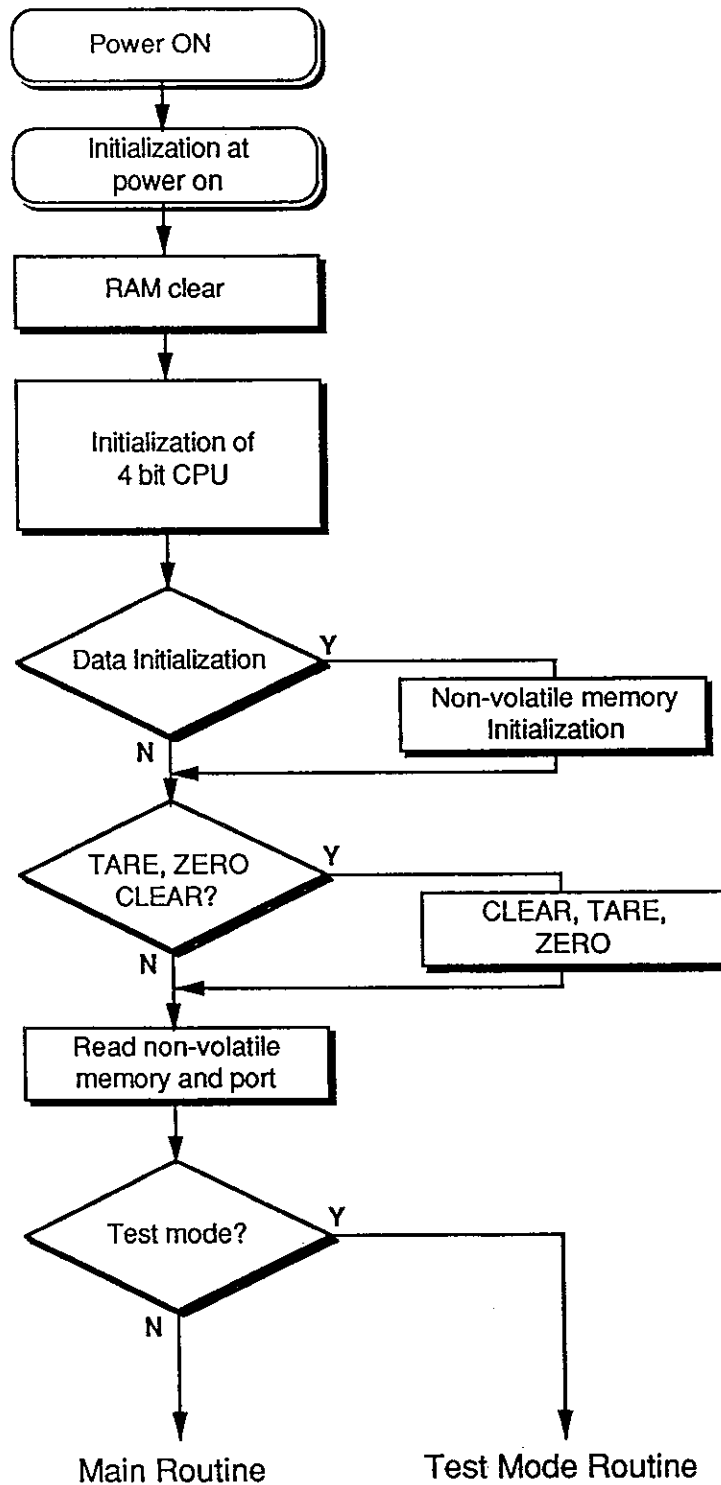 Power ON
Initialization at
power on
RAM clear
Initialization of
4 bit CPU
Data Initialization
Y
Non-volatile memory
Initialization
N
TARE, ZERO
CLEAR?
Y
CLEAR, TARE,
ZERO
N
Read non-volatile
memory and port
Test mode?
Y
N
Main Routine
Test Mode Routine